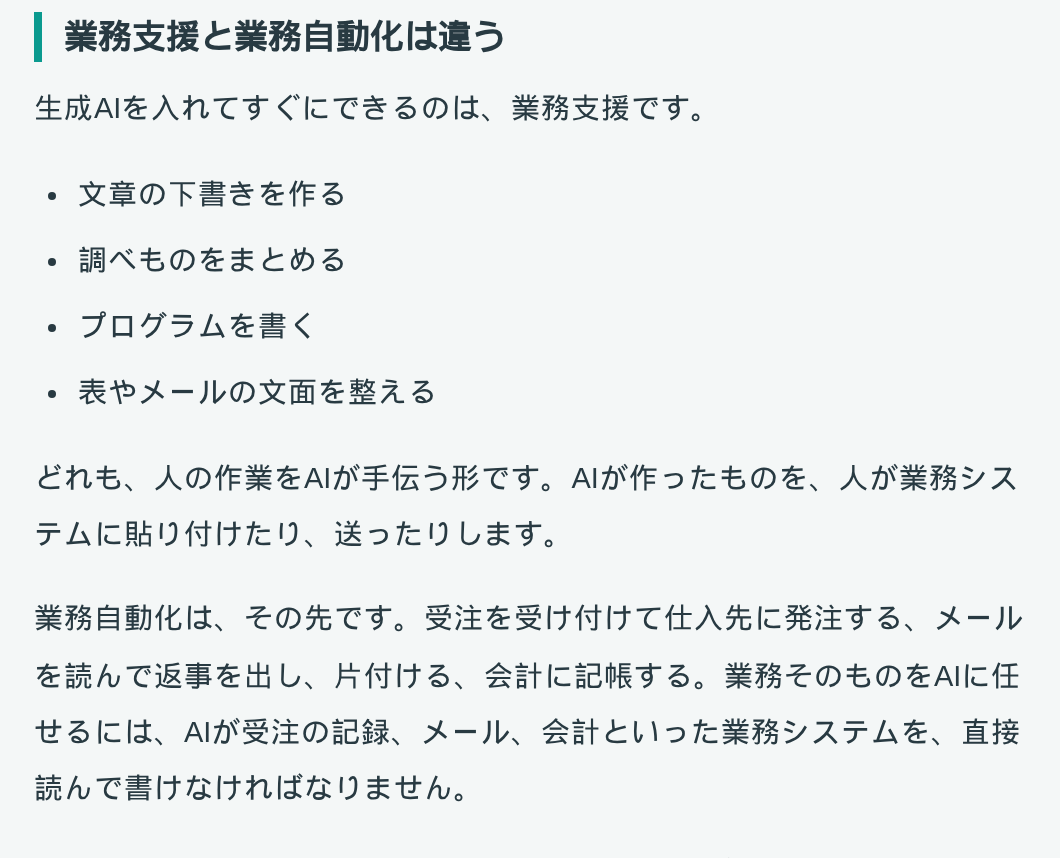 業務支援と業務自動化は違う
生成AIを入れてすぐにできるのは、業務支援です。
• 文章の下書きを作る
• 調べものをまとめる
• プログラムを書く
• 表やメールの文面を整える
どれも、人の作業をAIが手伝う形です。AIが作ったものを、人が業務シス
テムに貼り付けたり、送ったりします。
業務自動化は、その先です。受注を受け付けて仕入先に発注する、メール
を読んで返事を出し、片付ける、会計に記帳する。業務そのものをAIに任
せるには、AIが受注の記録、メール、会計といった業務システムを、直接
読んで書けなければなりません。